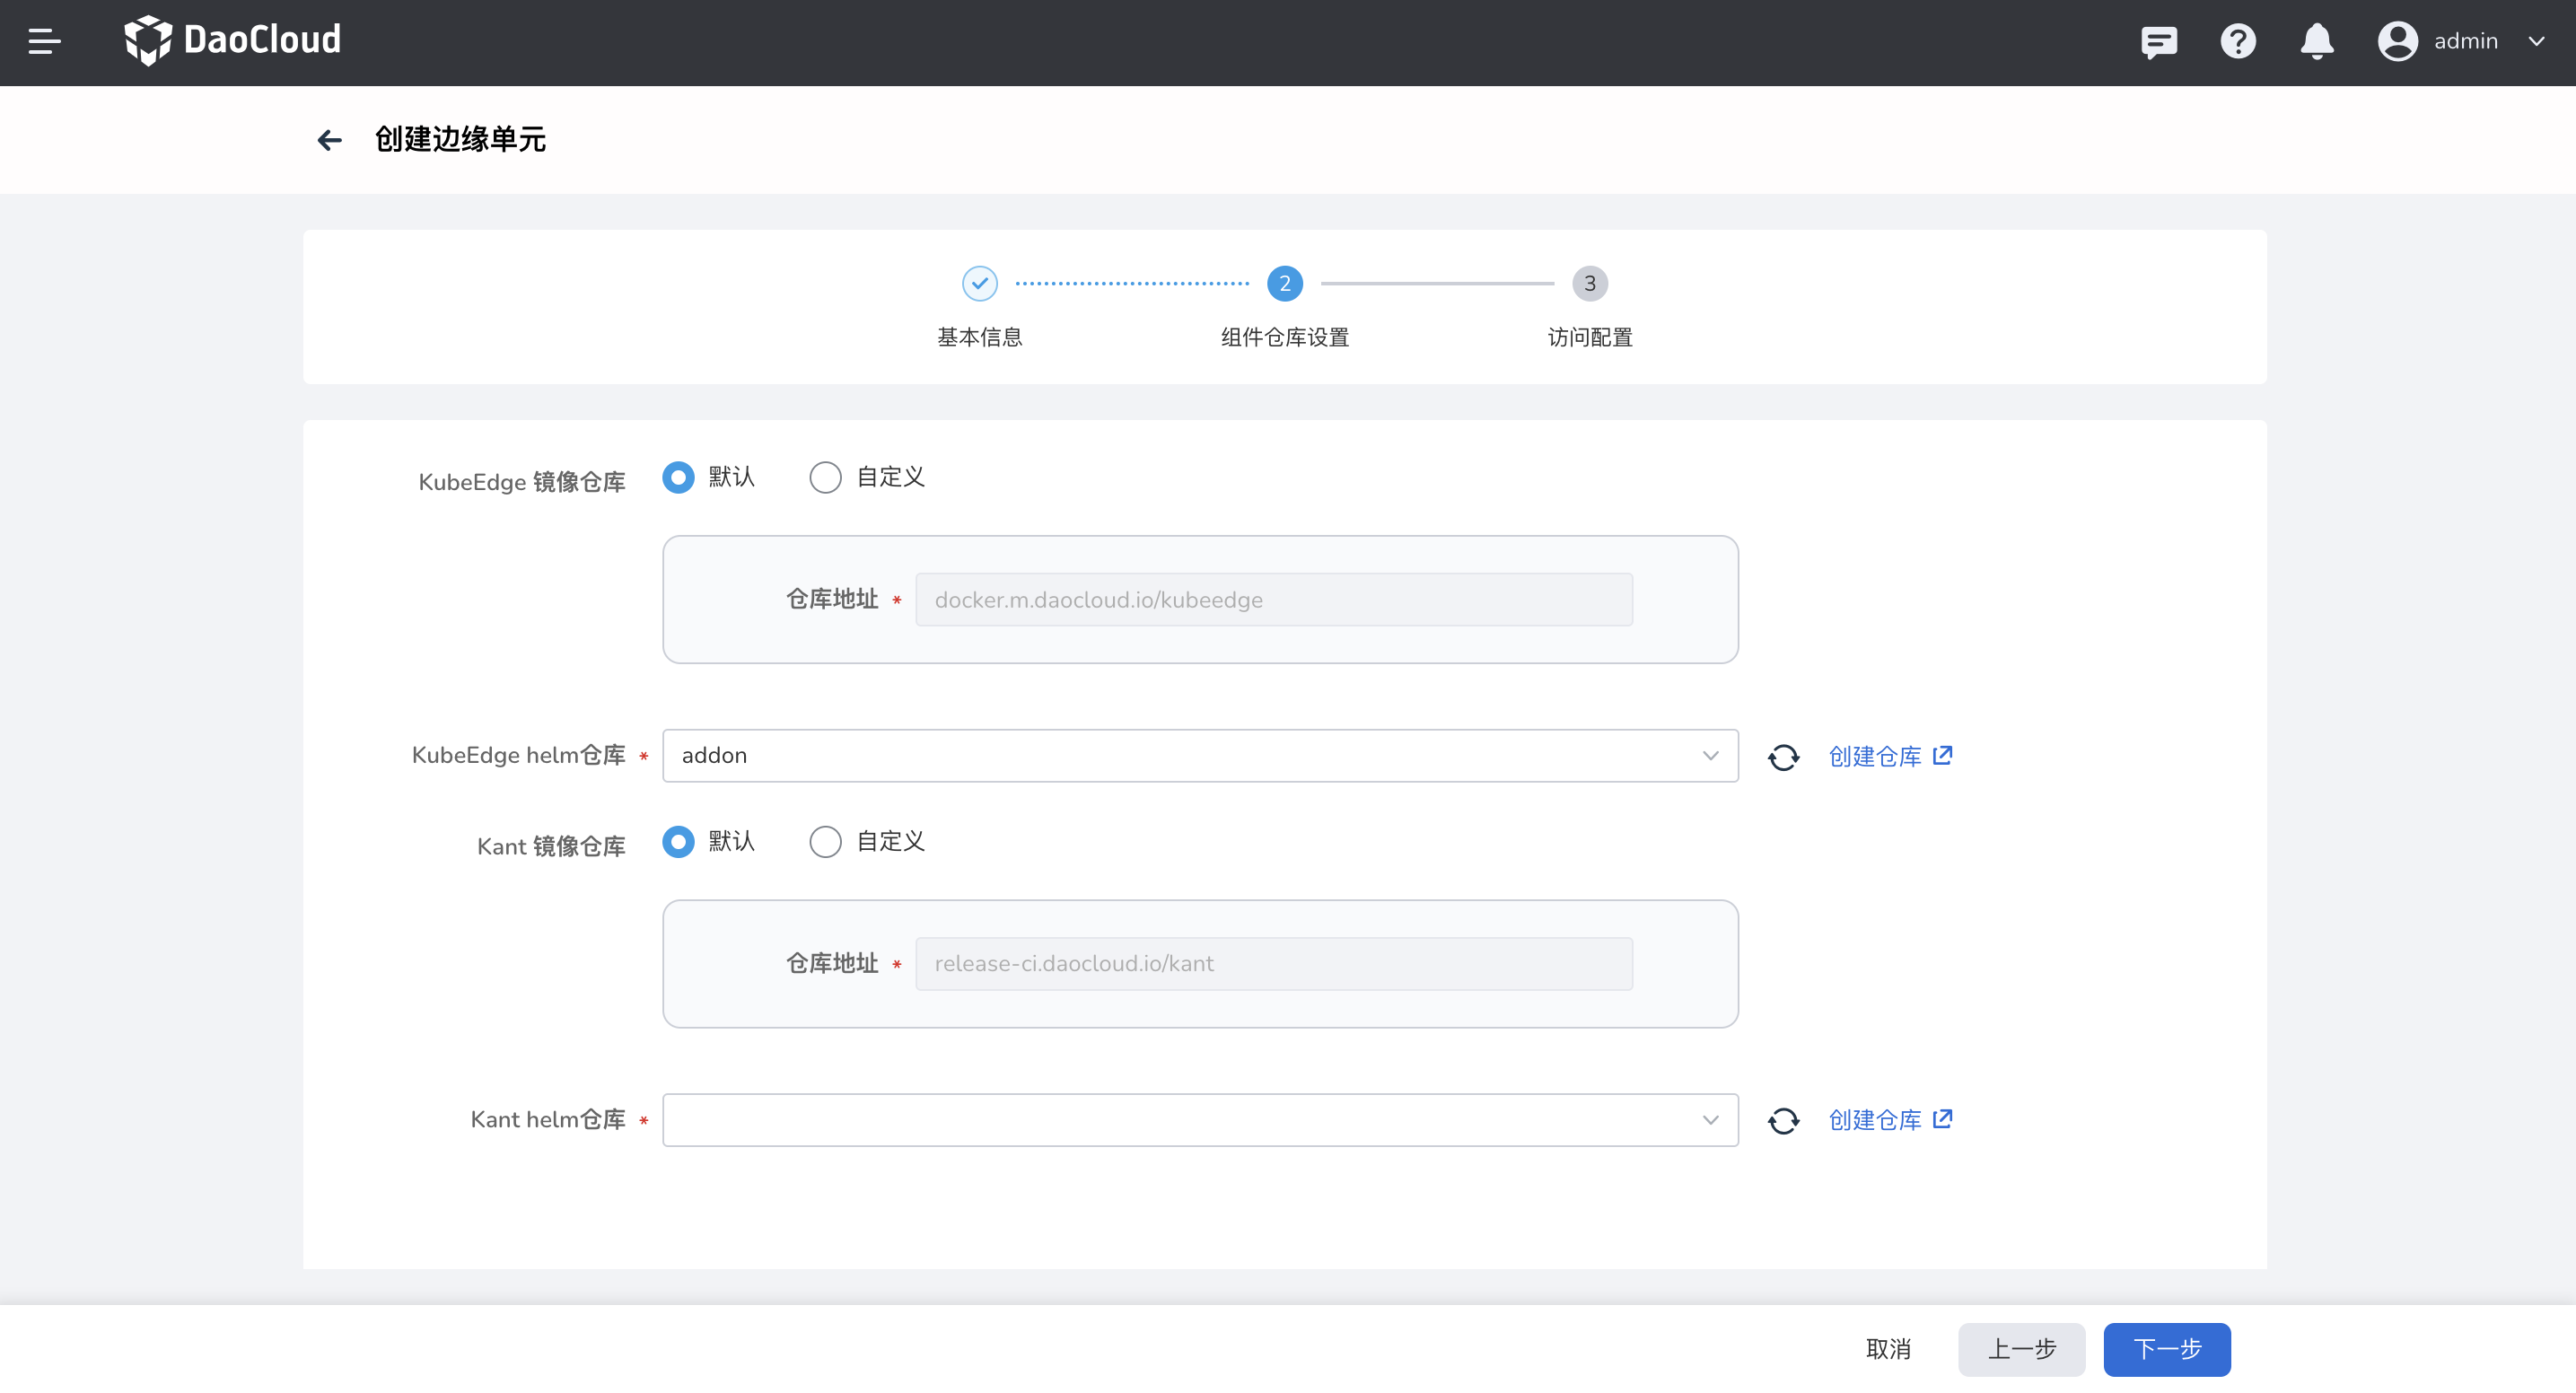 DaoCloud
admin
创建边缘单元
2
3
基本信息
组件仓库设置
访问配置
KubeEdge 镜像仓库
默认
自定义
仓库地址 *
docker.m.daocloud.io/kubeedge
KubeEdge helm仓库 *
addon
创建仓库
Kant 镜像仓库
默认
自定义
仓库地址 *
release-ci.daocloud.io/kant
Kant helm仓库 *
创建仓库
取消
上一步
下一步